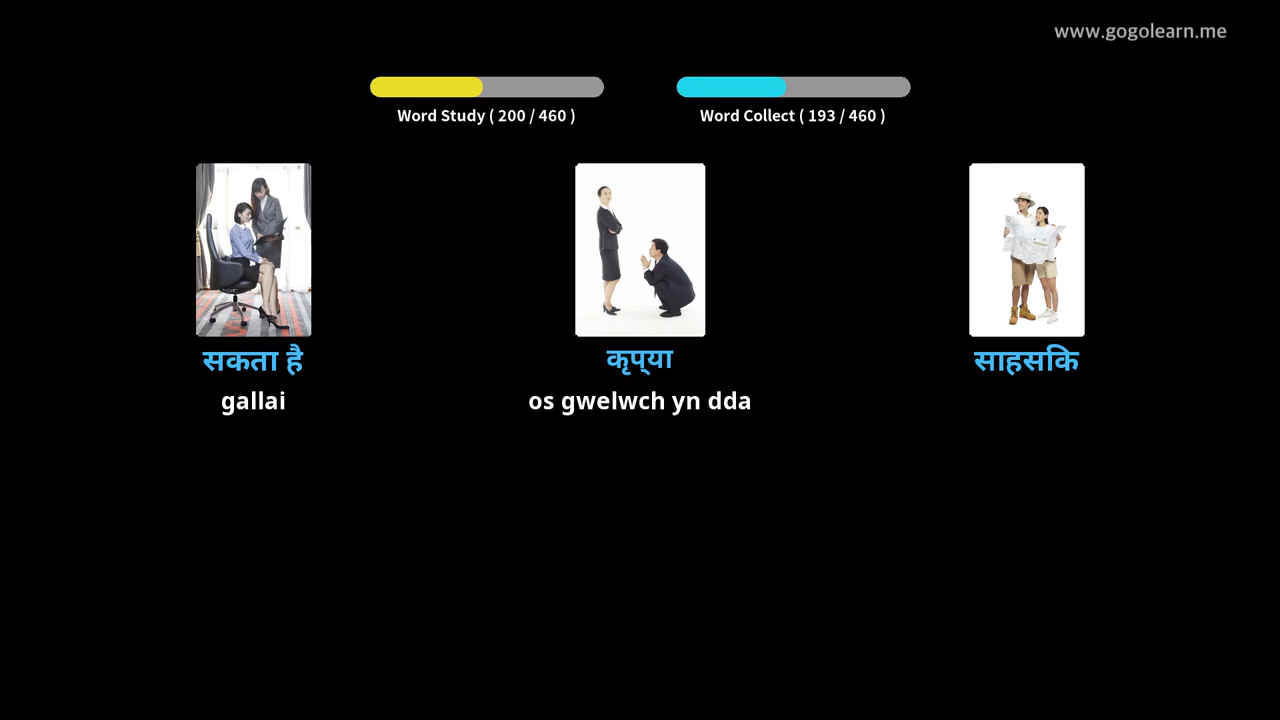 www.gogolearn.me
Word Study ( 200 / 460 )
Word Collect ( 193 / 460 )
सकता है
कृप्या
साहसकि
gallai
os gwelwch yn dda